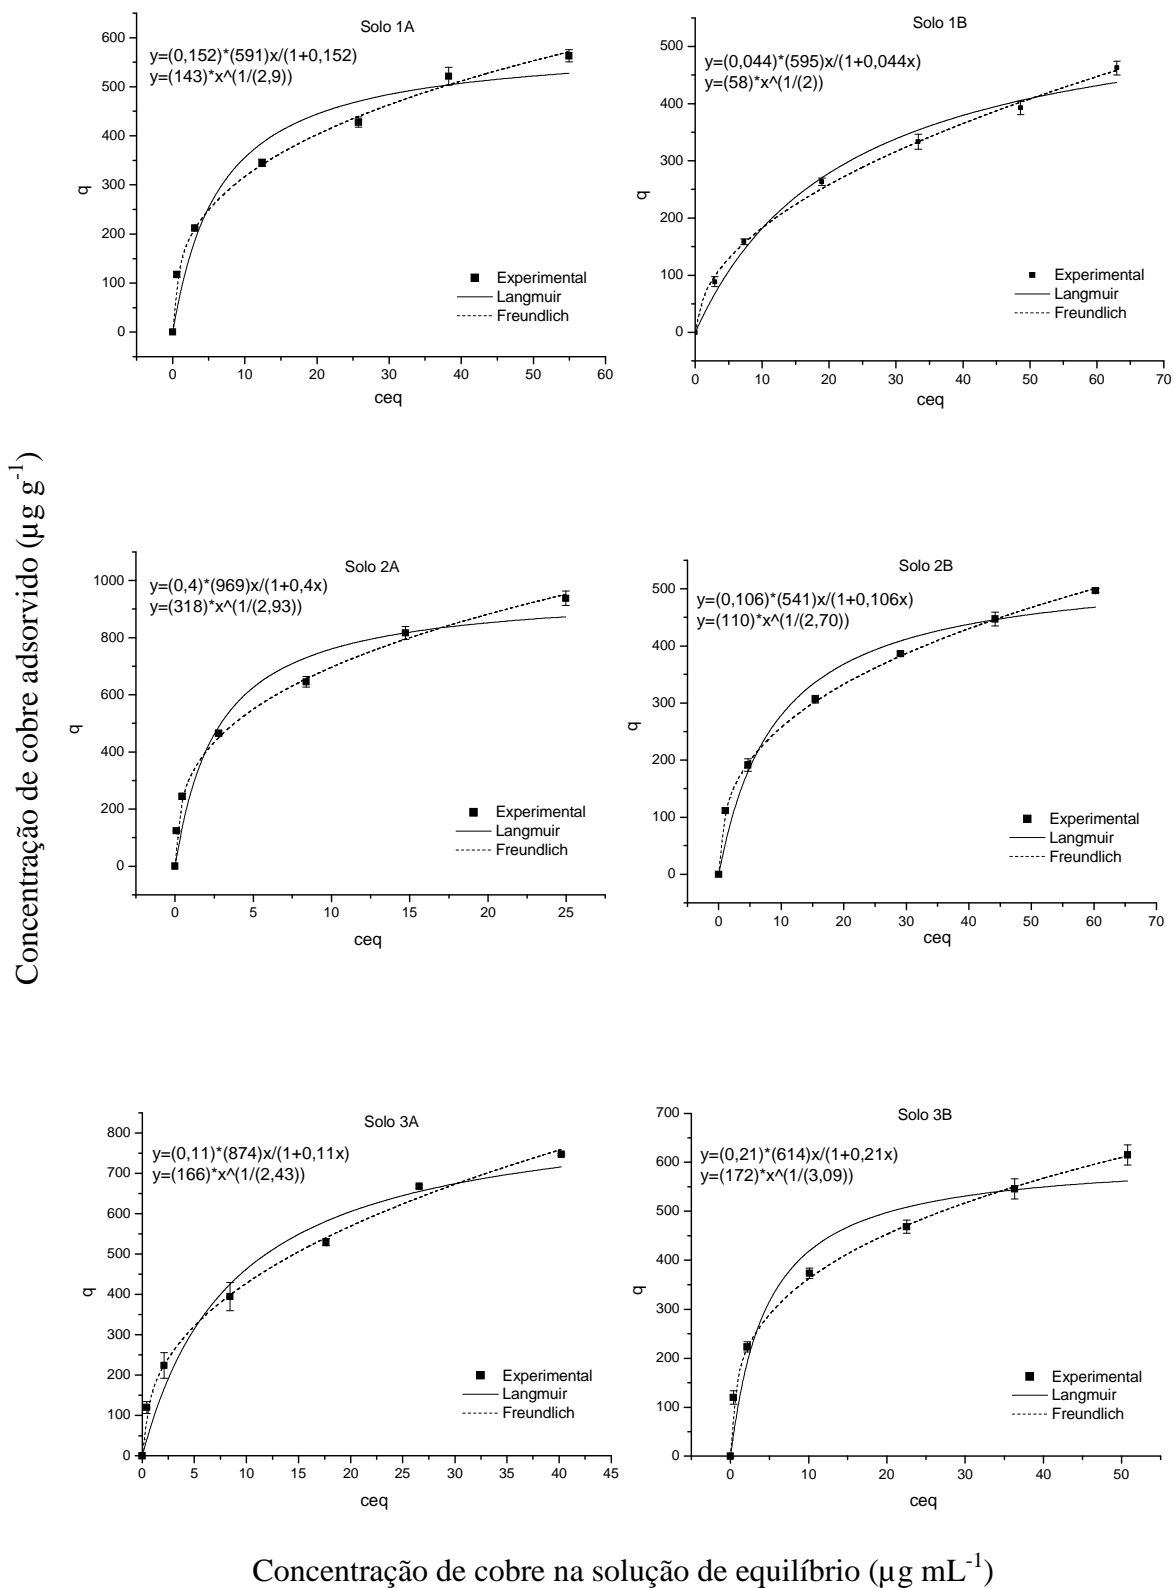 Solo 1A
y=(0,152)*(591)x/(1+0,152)
y=(143)*x^(1/(2,9))
600
500
400
300
200
100
0
q
Experimental
Langmuir
Freundlich
0 10 20 30 40 50 60
ceq
Solo 1B
y=(0,044)*(595)x/(1+0,044x)
y=(58)*x^(1/(2))
500
400
300
200
100
0
q
Experimental
Langmuir
Freundlich
0 10 20 30 40 50 60 70
ceq
Concentração de cobre adsorvido (µg g-1)
Solo 2A
y=(0,4)*(969)x/(1+0,4x)
y=(318)*x^(1/(2,93))
1000
800
600
400
200
0
q
Experimental
Langmuir
Freundlich
0 5 10 15 20 25
ceq
Solo 2B
y=(0,106)*(541)x/(1+0,106x)
y=(110)*x^(1/(2,70))
500
400
300
200
100
0
q
Experimental
Langmuir
Freundlich
0 10 20 30 40 50 60 70
ceq
Solo 3A
y=(0,11)*(874)x/(1+0,11x)
y=(166)*x^(1/(2,43))
800
700
600
500
400
300
200
100
0
q
Experimental
Langmuir
Freundlich
0 5 10 15 20 25 30 35 40 45
ceq
Solo 3B
y=(0,21)*(614)x/(1+0,21x)
y=(172)*x^(1/(3,09))
700
600
500
400
300
200
100
0
q
Experimental
Langmuir
Freundlich
0 10 20 30 40 50
ceq
Concentração de cobre na solução de equilíbrio (µg mL-1)